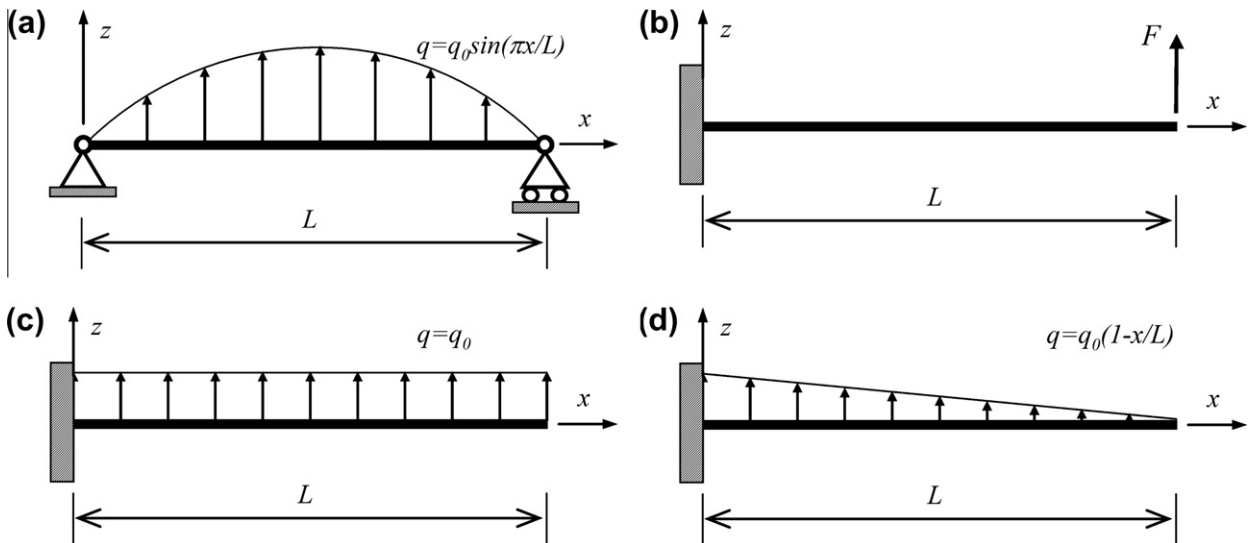 (a)
z
q=q₀sin(πx/L)
x
L
(b)
z
F
x
L
(c)
z
q=q₀
x
L
(d)
z
q=q₀(1-x/L)
x
L